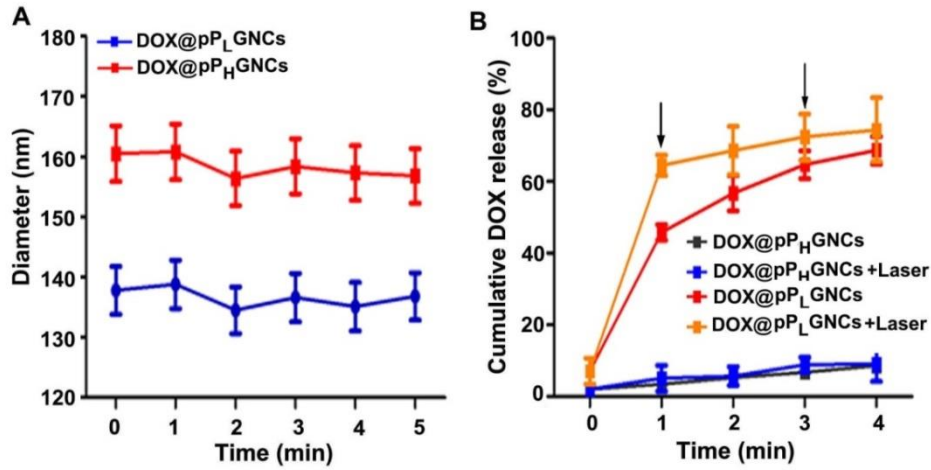 A
Diameter (nm)
180
170
160
150
140
130
120
DOX@pPLGNCs
DOX@pPHGNCs
0 1 2 3 4 5
Time (min)
B
Cumulative DOX release (%)
100
80
60
40
20
0
DOX@pPHGNCs
DOX@pPHGNCs +Laser
DOX@pPLGNCs
DOX@pPLGNCs +Laser
0 1 2 3 4
Time (min)